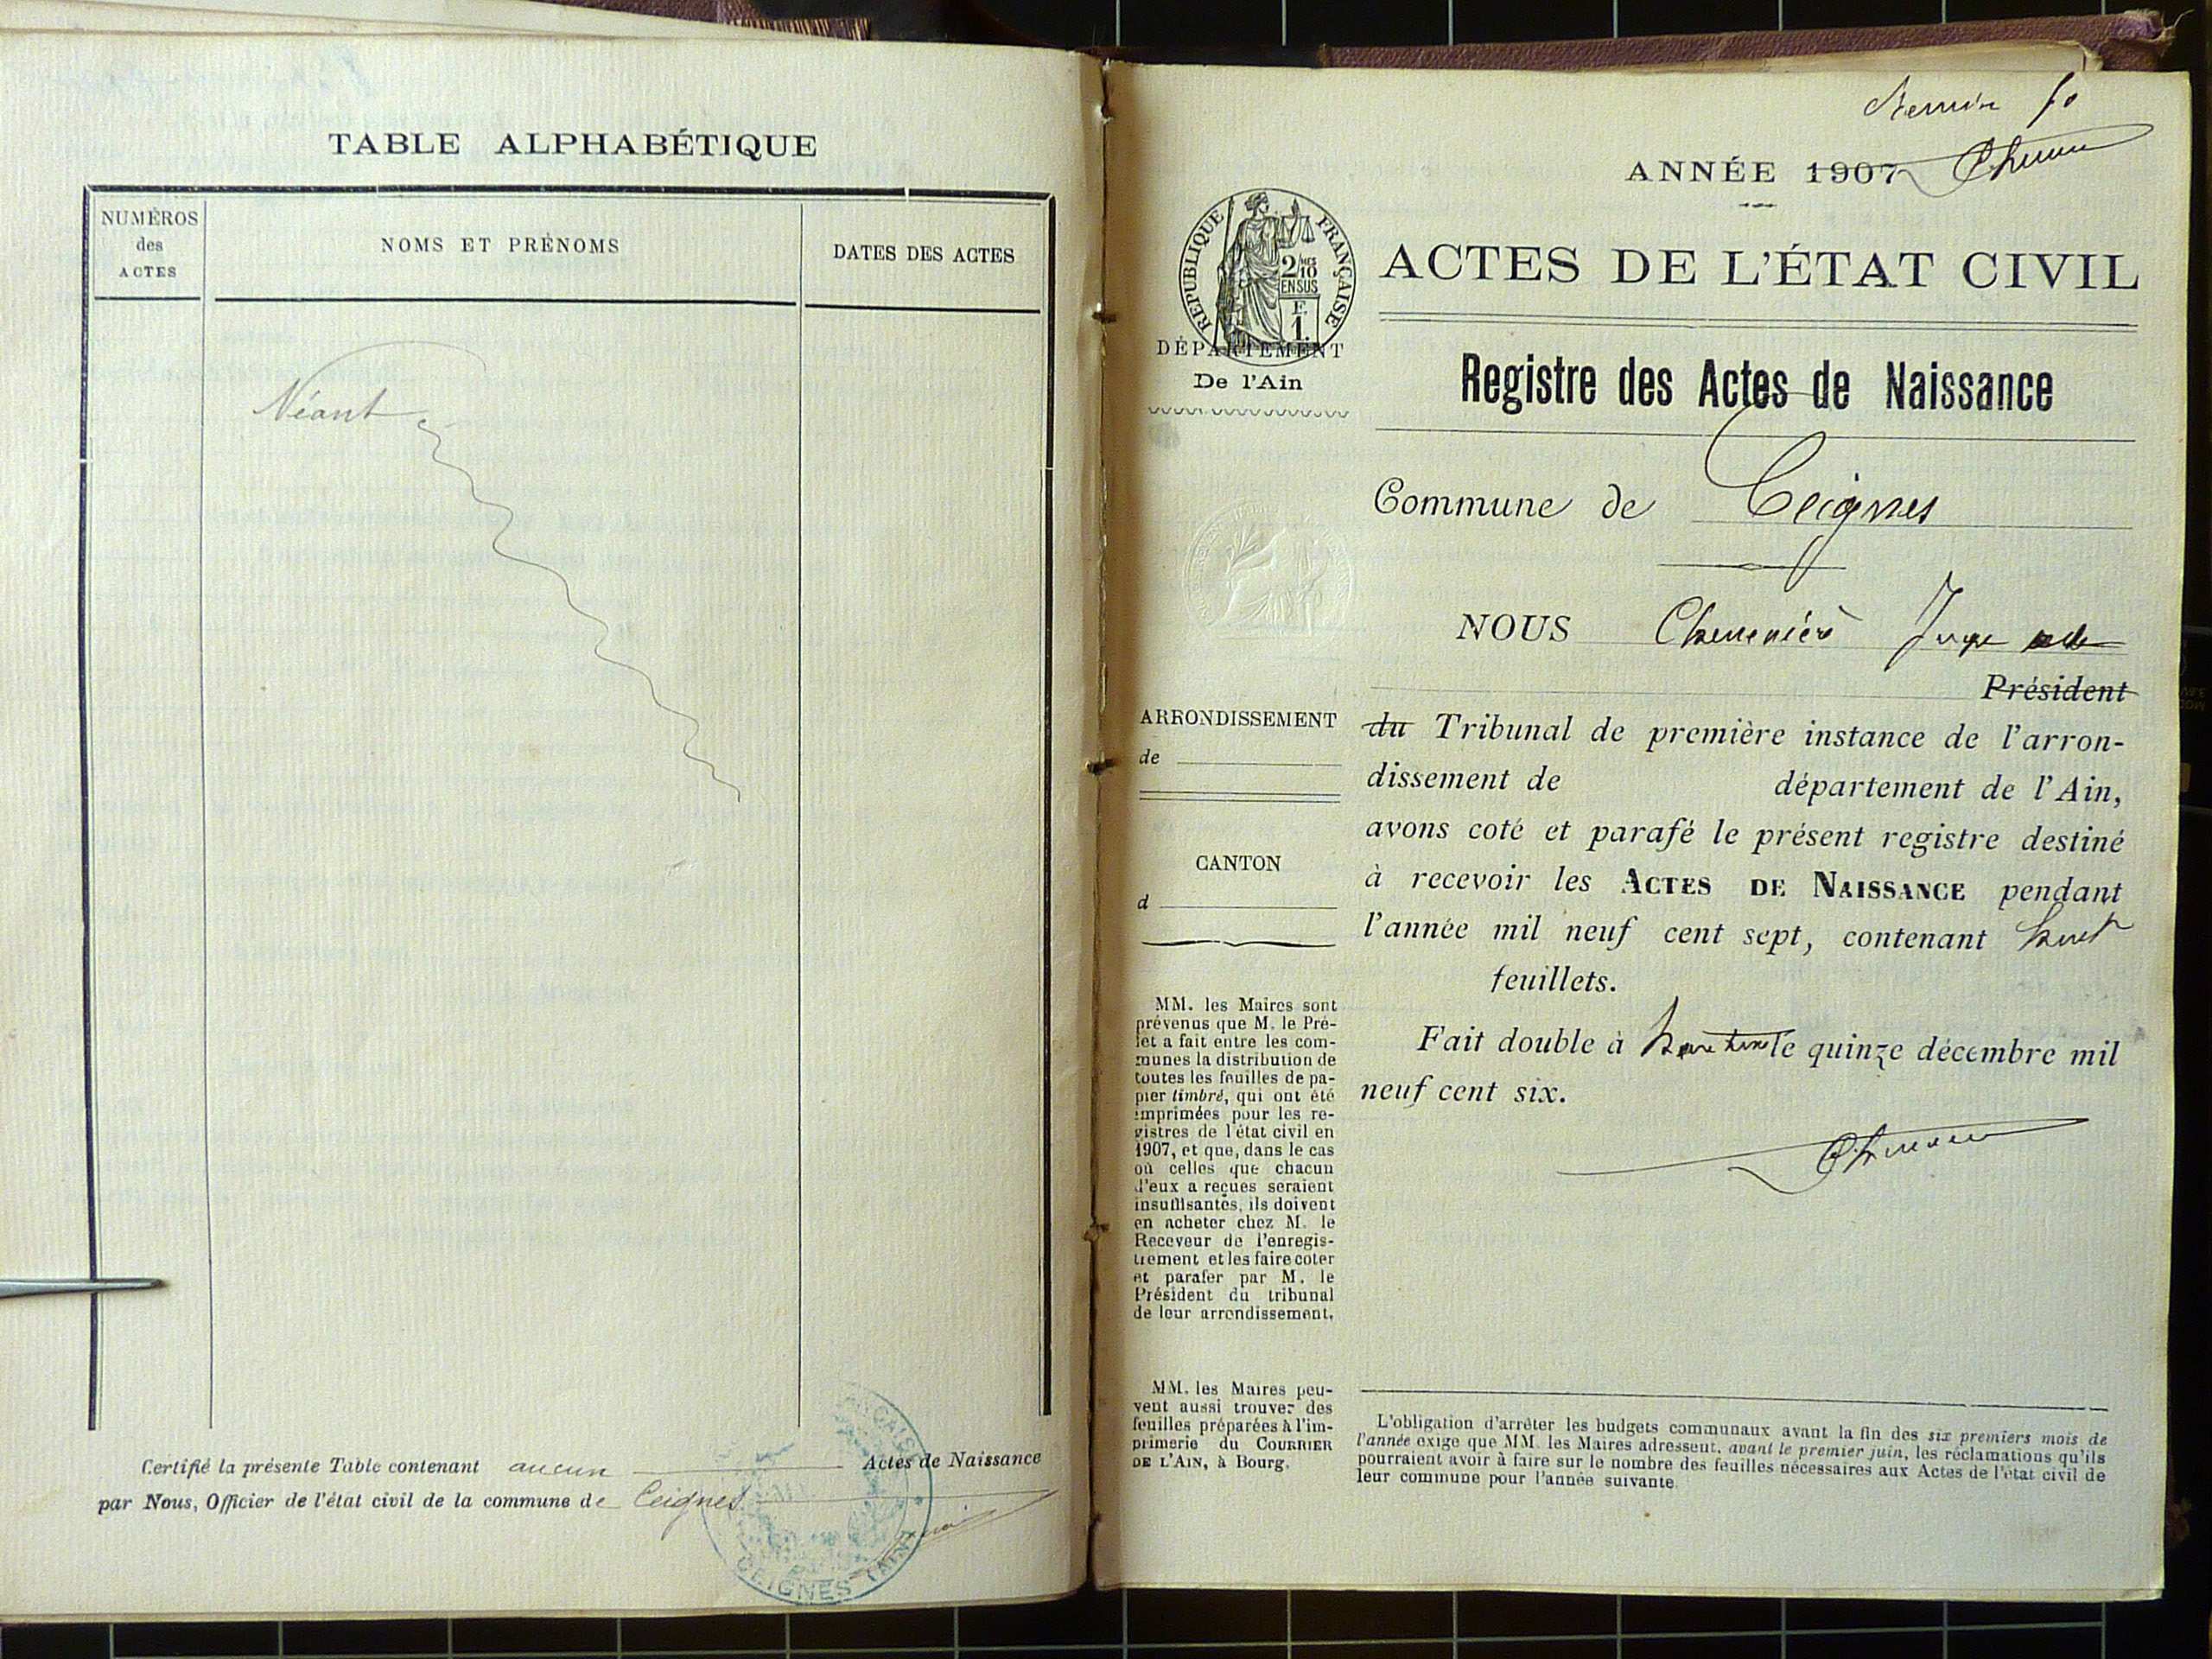 TABLE ALPHABÉTIQUE
NUMÉROS
des
ACTES
NOMS ET PRÉNOMS
DATES DES ACTES
Néant
Certifié la présente Table contenant aucun Actes de Naissance
par Nous, Officier de l'état civil de la commune de Ceignes
CEIGNES (AIN)
ANNÉE 1907
RÉPUBLIQUE FRANÇAISE
2/10MES
EN SUS
F.
1.
ACTES DE L'ÉTAT CIVIL
DÉPARTEMENT
De l'Ain
Registre des Actes de Naissance
Commune de Ceignes
NOUS Juge
Président
du Tribunal de première instance de l'arron-
dissement de département de l'Ain,
avons coté et parafé le présent registre destiné
à recevoir les ACTES DE NAISSANCE pendant
l'année mil neuf cent sept, contenant huit
feuillets.
Fait double à Nantua le quinze décembre mil
neuf cent six.
ARRONDISSEMENT
de
CANTON
d
MM. les Maires sont
prévenus que M. le Pré-
fet a fait entre les com-
munes la distribution de
toutes les feuilles de pa-
pier timbré, qui ont été
imprimées pour les re-
gistres de l'état civil en
1907, et que, dans le cas
où celles que chacun
d'eux a reçues seraient
insuffisantes, ils doivent
en acheter chez M. le
Receveur de l'enregis-
trement et les faire coter
et parafer par M. le
Président du tribunal
de leur arrondissement.
MM. les Maires peu-
vent aussi trouver des
feuilles préparées à l'im-
primerie du COURRIER
DE L'AIN, à Bourg.
L'obligation d'arrêter les budgets communaux avant la fin des six premiers mois de
l'année exige que MM. les Maires adressent, avant le premier juin, les réclamations qu'ils
pourraient avoir à faire sur le nombre des feuilles nécessaires aux Actes de l'état civil de
leur commune pour l'année suivante.